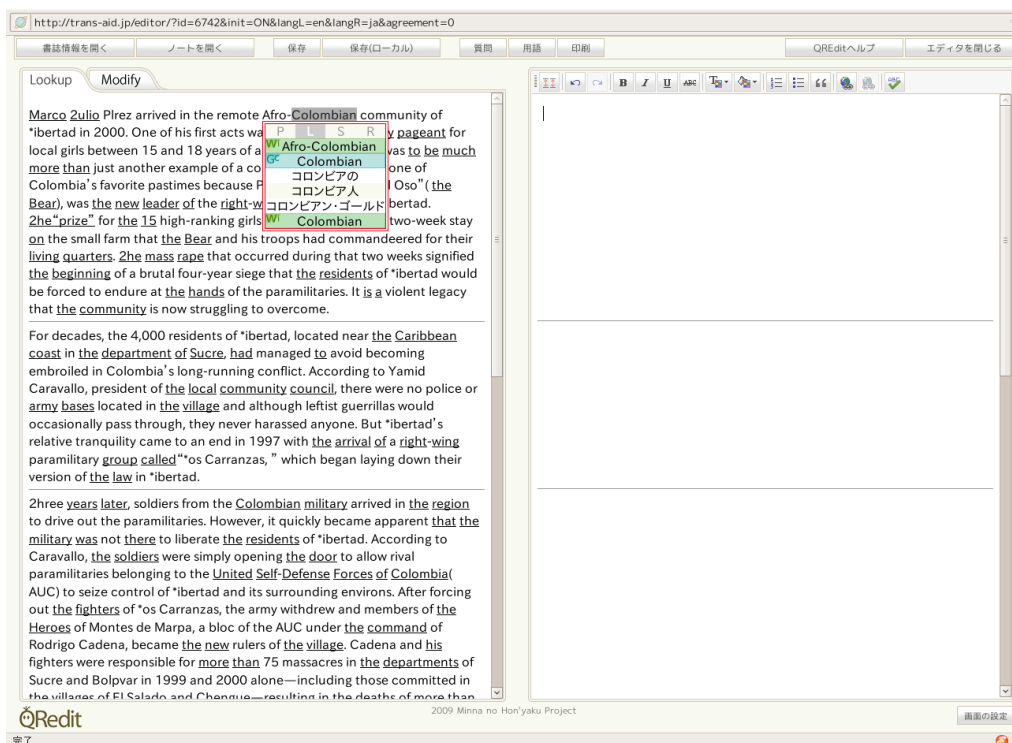 http://trans-aid.jp/editor/?id=6742&init=ON&langL=en&langR=ja&agreement=0
書誌情報を開く ノートを開く 保存 保存(ローカル) 質問 用語 印刷 QREditヘルプ エディタを閉じる
Lookup Modify
B I U ABC
Marco 2ulio Plrez arrived in the remote Afro-Colombian community of
*ibertad in 2000. One of his first acts wa y pageant for
local girls between 15 and 18 years of a as to be much
more than just another example of a co one of
Colombia's favorite pastimes because P l Oso”( the
Bear), was the new leader of the right-w bertad.
2he“prize” for the 15 high-ranking girls two-week stay
on the small farm that the Bear and his troops had commandeered for their
living quarters. 2he mass rape that occurred during that two weeks signified
the beginning of a brutal four-year siege that the residents of *ibertad would
be forced to endure at the hands of the paramilitaries. It is a violent legacy
that the community is now struggling to overcome.
P L S R
Wi Afro-Colombian
GC Colombian
コロンビアの
コロンビア人
コロンビアン・ゴールド
Wi Colombian
For decades, the 4,000 residents of *ibertad, located near the Caribbean
coast in the department of Sucre, had managed to avoid becoming
embroiled in Colombia's long-running conflict. According to Yamid
Caravallo, president of the local community council, there were no police or
army bases located in the village and although leftist guerrillas would
occasionally pass through, they never harassed anyone. But *ibertad's
relative tranquility came to an end in 1997 with the arrival of a right-wing
paramilitary group called“*os Carranzas, ” which began laying down their
version of the law in *ibertad.
2hree years later, soldiers from the Colombian military arrived in the region
to drive out the paramilitaries. However, it quickly became apparent that the
military was not there to liberate the residents of *ibertad. According to
Caravallo, the soldiers were simply opening the door to allow rival
paramilitaries belonging to the United Self-Defense Forces of Colombia(
AUC) to seize control of *ibertad and its surrounding environs. After forcing
out the fighters of *os Carranzas, the army withdrew and members of the
Heroes of Montes de Marpa, a bloc of the AUC under the command of
Rodrigo Cadena, became the new rulers of the village. Cadena and his
fighters were responsible for more than 75 massacres in the departments of
Sucre and Bolpvar in 1999 and 2000 alone—including those committed in
the villages of El Salado and Chengue—resulting in the deaths of more than
QRedit
2009 Minna no Hon'yaku Project
画面の設定
完了